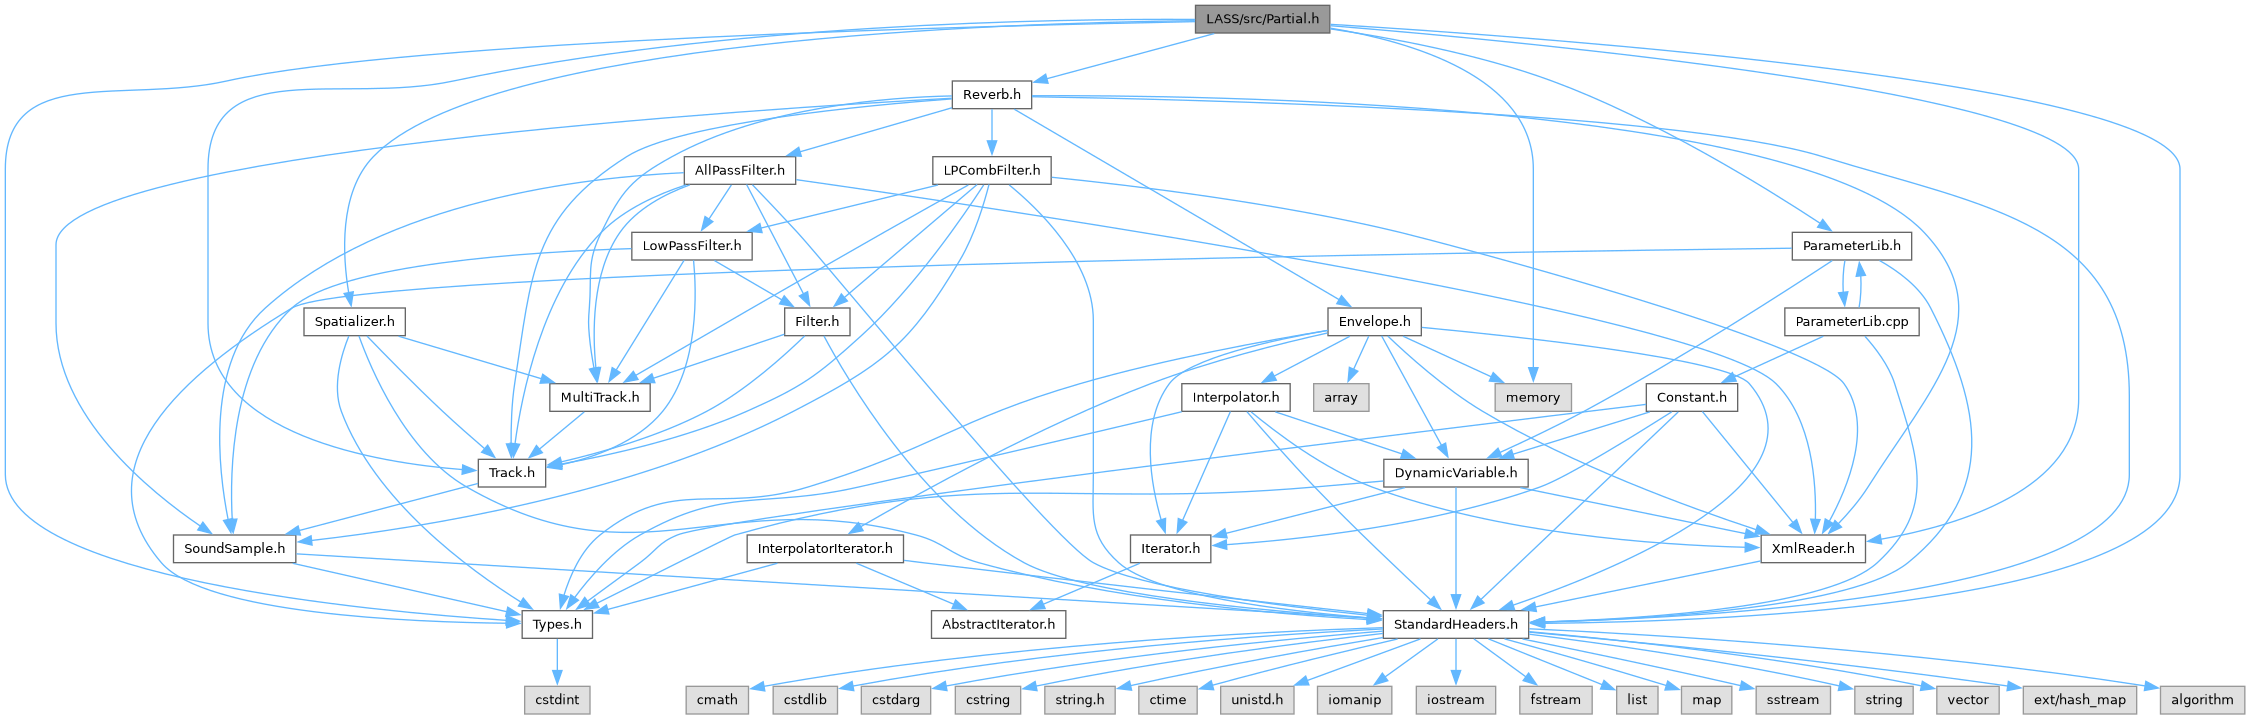 LASS/src/Partial.h
Reverb.h
AllPassFilter.h
LPCombFilter.h
LowPassFilter.h
ParameterLib.h
Spatializer.h
Filter.h
Envelope.h
ParameterLib.cpp
MultiTrack.h
Interpolator.h
array
memory
Constant.h
Track.h
DynamicVariable.h
SoundSample.h
InterpolatorIterator.h
Iterator.h
XmlReader.h
Types.h
AbstractIterator.h
StandardHeaders.h
cstdint
cmath
cstdlib
cstdarg
cstring
string.h
ctime
unistd.h
iomanip
iostream
fstream
list
map
sstream
string
vector
ext/hash_map
algorithm